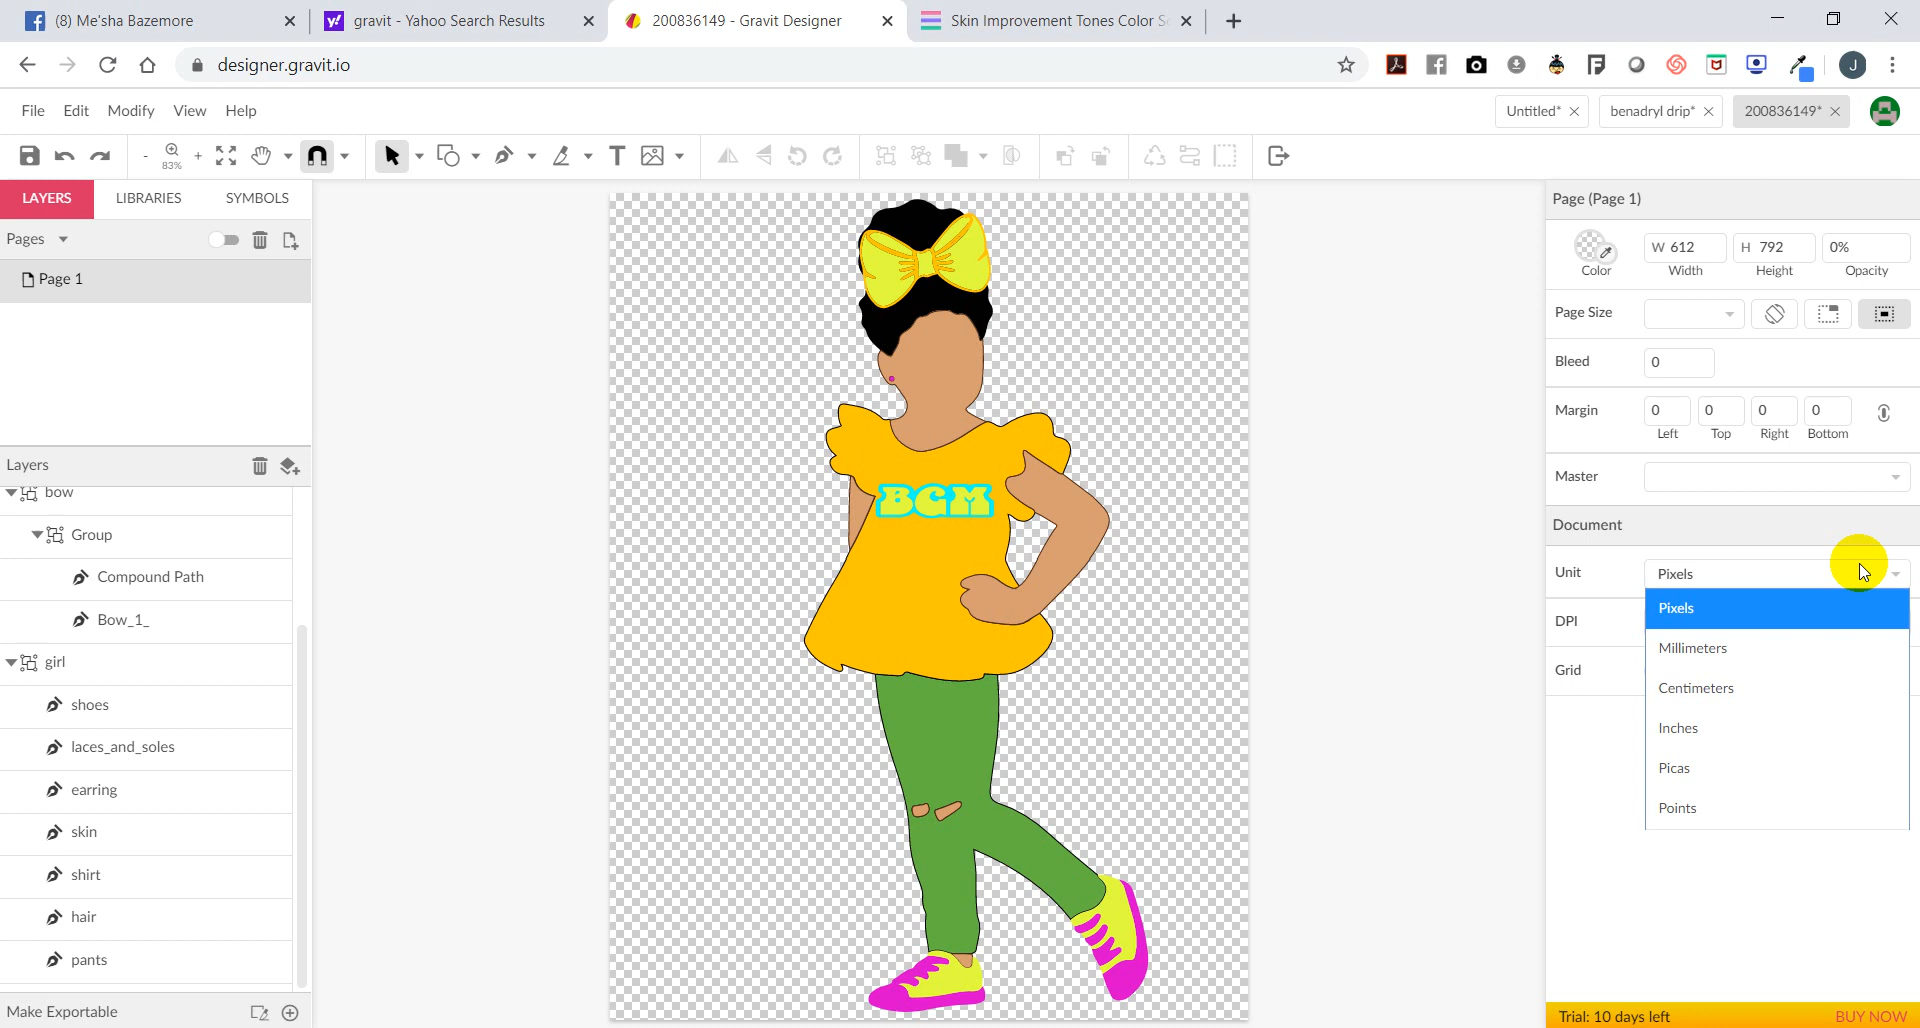 (8) Me'sha Bazemore
gravit - Yahoo Search Results
200836149 - Gravit Designer
Skin Improvement Tones Color Sc
designer.gravit.io
J
File Edit Modify View Help
Untitled*
benadryl drip*
200836149*
- 83% +
LAYERS LIBRARIES SYMBOLS
Pages
Page 1
Layers
bow
Group
Compound Path
Bow_1_
girl
shoes
laces_and_soles
earring
skin
shirt
hair
pants
Make Exportable
BGM
Page (Page 1)
W 612 H 792 0%
Color Width Height Opacity
Page Size
Bleed 0
Margin 0 0 0 0
Left Top Right Bottom
Master
Document
Unit Pixels
Pixels
DPI
Millimeters
Grid
Centimeters
Inches
Picas
Points
Trial: 10 days left BUY NOW